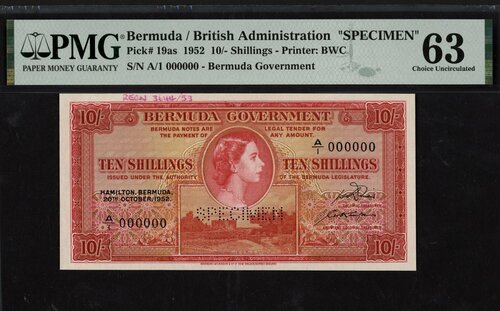 PMG
PAPER MONEY GUARANTY
Bermuda / British Administration "SPECIMEN"
Pick# 19as 1952 10/- Shillings - Printer: BWC
S/N A/1 000000 - Bermuda Government
63
Choice Uncirculated
10/-
BERMUDA GOVERNMENT
10/-
BERMUDA NOTES ARE LEGAL TENDER FOR
THE PAYMENT OF ANY AMOUNT.
A/1 000000
TEN SHILLINGS TEN SHILLINGS
ISSUED UNDER THE AUTHORITY OF THE BERMUDA LEGISLATURE.
HAMILTON, BERMUDA.
20TH OCTOBER, 1952.
A/1 000000
SPECIMEN
10/-
10/-